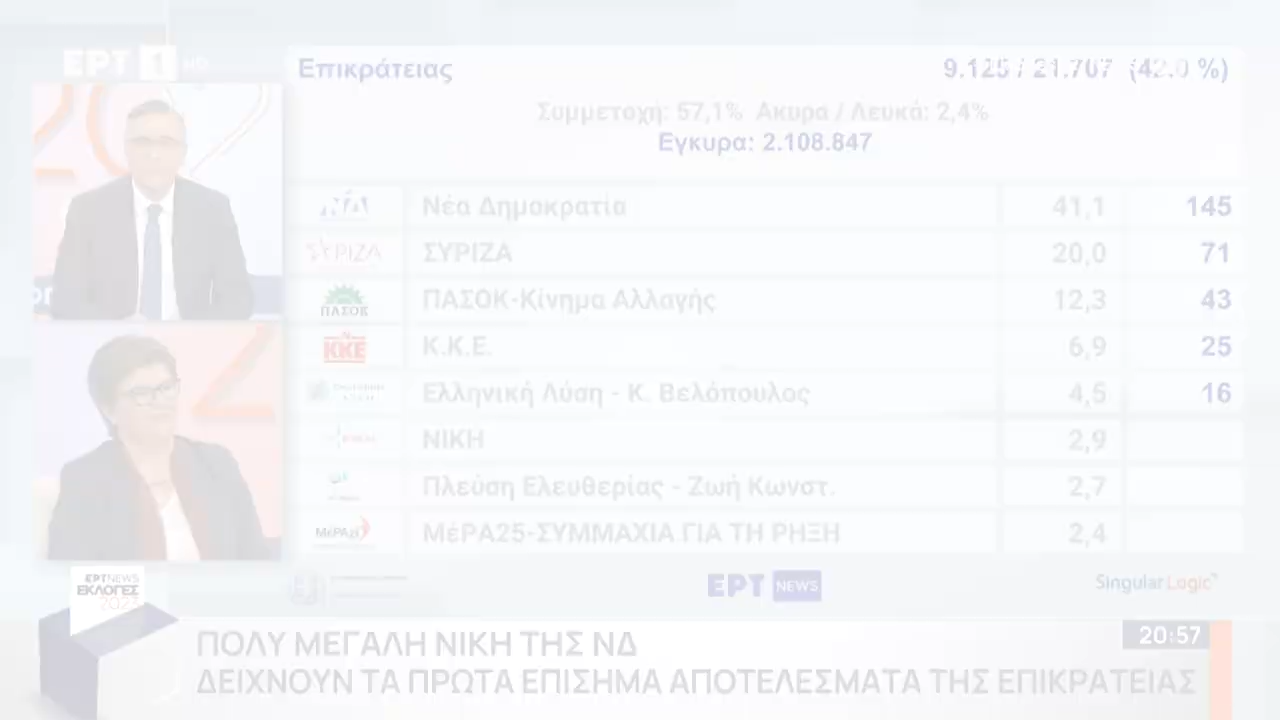 ΕΡΤ 1 HD
Επικράτειας 9.125 / 21.707 (42.0 %)
Συμμετοχή: 57,1% Ακυρα / Λευκά: 2,4%
Εγκυρα: 2.108.847
ΝΔ Νέα Δημοκρατία 41,1 145
ΣΥΡΙΖΑ ΣΥΡΙΖΑ 20,0 71
ΠΑΣΟΚ ΠΑΣΟΚ-Κίνημα Αλλαγής 12,3 43
ΚΚΕ Κ.Κ.Ε. 6,9 25
Ελληνική Λύση - Κ. Βελόπουλος 4,5 16
ΝΙΚΗ 2,9
Πλεύση Ελευθερίας - Ζωή Κωνστ. 2,7
ΜέΡΑ25 ΜέΡΑ25-ΣΥΜΜΑΧΙΑ ΓΙΑ ΤΗ ΡΗΞΗ 2,4
ΕΡΤ NEWS
SingularLogic
ΕΡΤNEWS
ΕΚΛΟΓΕΣ
2023
20:57
ΠΟΛΥ ΜΕΓΑΛΗ ΝΙΚΗ ΤΗΣ ΝΔ
ΔΕΙΧΝΟΥΝ ΤΑ ΠΡΩΤΑ ΕΠΙΣΗΜΑ ΑΠΟΤΕΛΕΣΜΑΤΑ ΤΗΣ ΕΠΙΚΡΑΤΕΙΑΣ